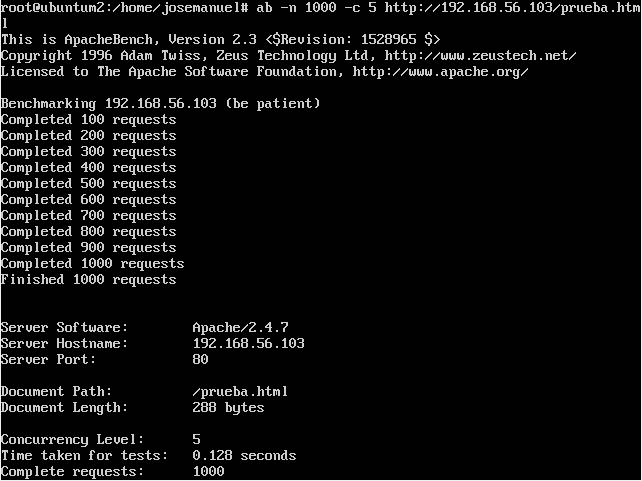 root@ubuntum2:/home/josemanuel# ab -n 1000 -c 5 http://192.168.56.103/prueba.htm
l
This is ApacheBench, Version 2.3 <$Revision: 1528965 $>
Copyright 1996 Adam Twiss, Zeus Technology Ltd, http://www.zeustech.net/
Licensed to The Apache Software Foundation, http://www.apache.org/

Benchmarking 192.168.56.103 (be patient)
Completed 100 requests
Completed 200 requests
Completed 300 requests
Completed 400 requests
Completed 500 requests
Completed 600 requests
Completed 700 requests
Completed 800 requests
Completed 900 requests
Completed 1000 requests
Finished 1000 requests

Server Software:        Apache/2.4.7
Server Hostname:        192.168.56.103
Server Port:            80

Document Path:          /prueba.html
Document Length:        288 bytes

Concurrency Level:      5
Time taken for tests:   0.128 seconds
Complete requests:      1000